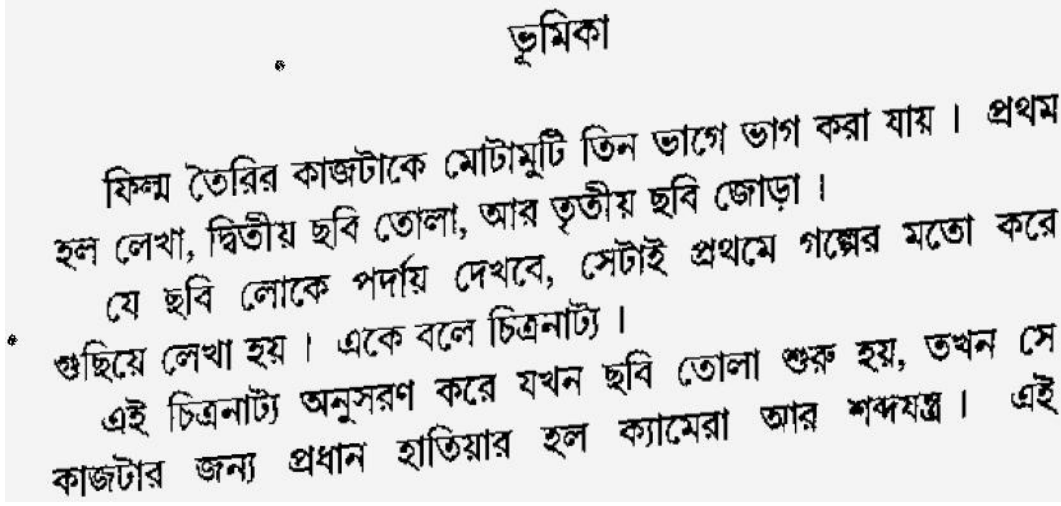 ভূমিকা
ফিল্ম তৈরির কাজটাকে মোটামুটি তিন ভাগে ভাগ করা যায়। প্রথম
হল লেখা, দ্বিতীয় ছবি তোলা, আর তৃতীয় ছবি জোড়া।
যে ছবি লোকে পর্দায় দেখবে, সেটাই প্রথমে গল্পের মতো করে
গুছিয়ে লেখা হয়। একে বলে চিত্রনাট্য।
এই চিত্রনাট্য অনুসরণ করে যখন ছবি তোলা শুরু হয়, তখন সে
কাজটার জন্য প্রধান হাতিয়ার হল ক্যামেরা আর শব্দযন্ত্র। এই